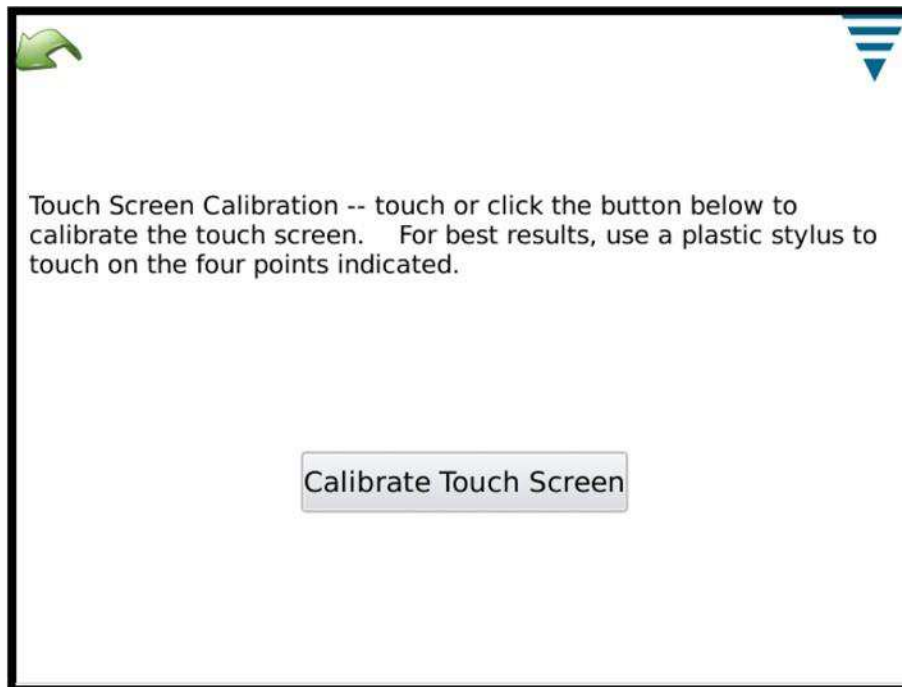 Touch Screen Calibration -- touch or click the button below to
calibrate the touch screen.    For best results, use a plastic stylus to
touch on the four points indicated.
Calibrate Touch Screen